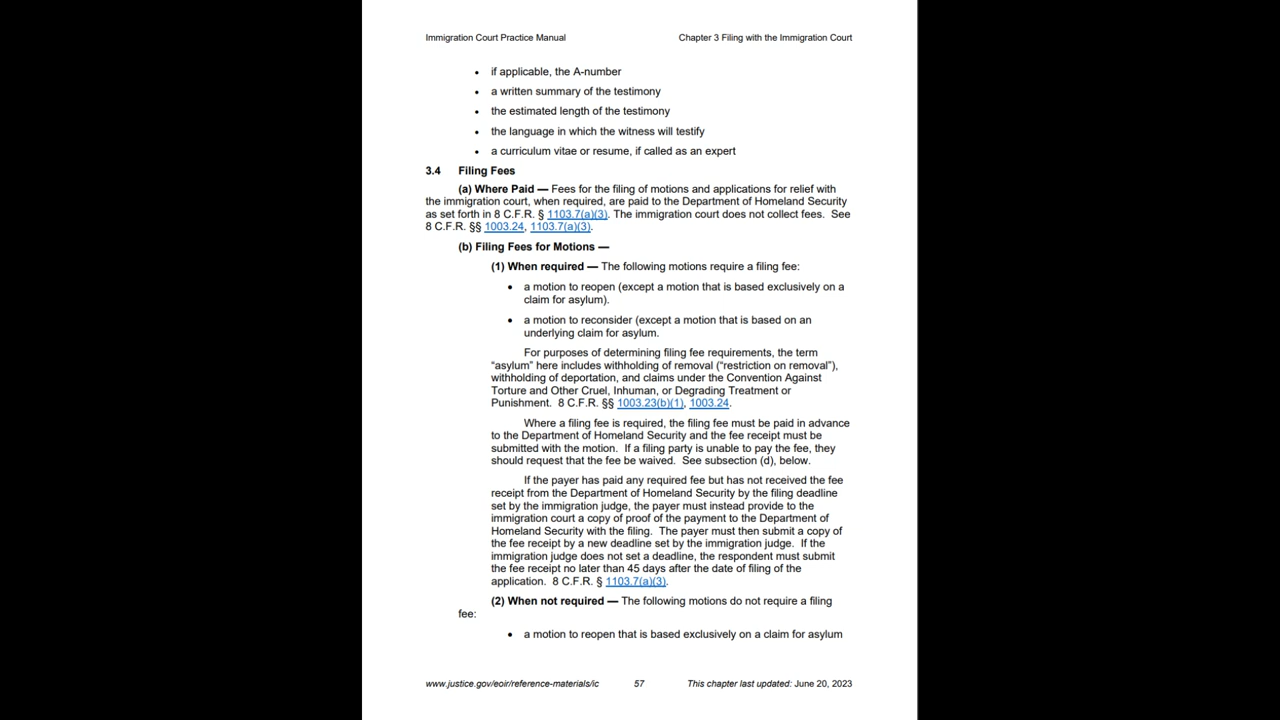 Immigration Court Practice Manual Chapter 3 Filing with the Immigration Court
• if applicable, the A-number
• a written summary of the testimony
• the estimated length of the testimony
• the language in which the witness will testify
• a curriculum vitae or resume, if called as an expert
3.4 Filing Fees
(a) Where Paid — Fees for the filing of motions and applications for relief with
the immigration court, when required, are paid to the Department of Homeland Security
as set forth in 8 C.F.R. § 1103.7(a)(3). The immigration court does not collect fees. See
8 C.F.R. §§ 1003.24, 1103.7(a)(3).
(b) Filing Fees for Motions —
(1) When required — The following motions require a filing fee:
• a motion to reopen (except a motion that is based exclusively on a
claim for asylum).
• a motion to reconsider (except a motion that is based on an
underlying claim for asylum.
For purposes of determining filing fee requirements, the term
“asylum” here includes withholding of removal (“restriction on removal”),
withholding of deportation, and claims under the Convention Against
Torture and Other Cruel, Inhuman, or Degrading Treatment or
Punishment. 8 C.F.R. §§ 1003.23(b)(1), 1003.24.
Where a filing fee is required, the filing fee must be paid in advance
to the Department of Homeland Security and the fee receipt must be
submitted with the motion. If a filing party is unable to pay the fee, they
should request that the fee be waived. See subsection (d), below.
If the payer has paid any required fee but has not received the fee
receipt from the Department of Homeland Security by the filing deadline
set by the immigration judge, the payer must instead provide to the
immigration court a copy of proof of the payment to the Department of
Homeland Security with the filing. The payer must then submit a copy of
the fee receipt by a new deadline set by the immigration judge. If the
immigration judge does not set a deadline, the respondent must submit
the fee receipt no later than 45 days after the date of filing of the
application. 8 C.F.R. § 1103.7(a)(3).
(2) When not required — The following motions do not require a filing
fee:
• a motion to reopen that is based exclusively on a claim for asylum
www.justice.gov/eoir/reference-materials/ic 57 This chapter last updated: June 20, 2023